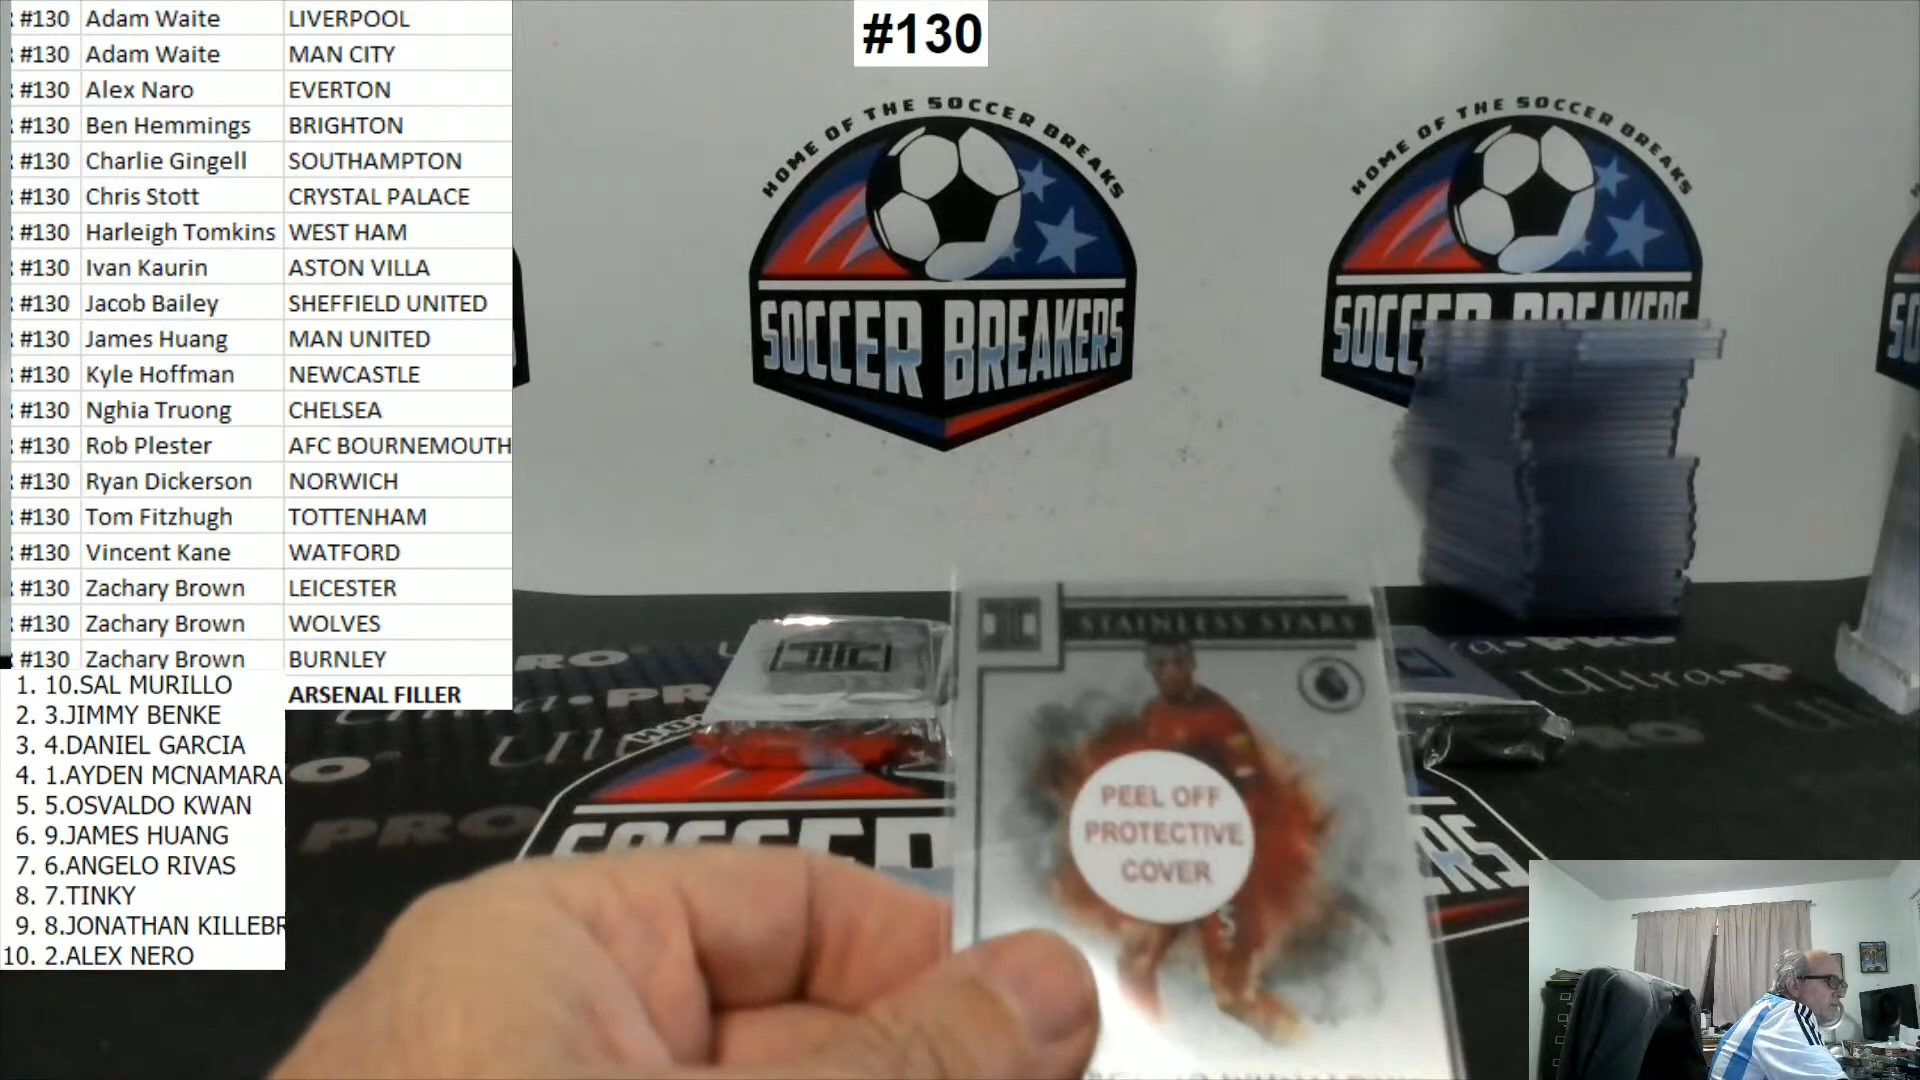 #130 Adam Waite LIVERPOOL
#130 Adam Waite MAN CITY
#130 Alex Naro EVERTON
#130 Ben Hemmings BRIGHTON
#130 Charlie Gingell SOUTHAMPTON
#130 Chris Stott CRYSTAL PALACE
#130 Harleigh Tomkins WEST HAM
#130 Ivan Kaurin ASTON VILLA
#130 Jacob Bailey SHEFFIELD UNITED
#130 James Huang MAN UNITED
#130 Kyle Hoffman NEWCASTLE
#130 Nghia Truong CHELSEA
#130 Rob Plester AFC BOURNEMOUTH
#130 Ryan Dickerson NORWICH
#130 Tom Fitzhugh TOTTENHAM
#130 Vincent Kane WATFORD
#130 Zachary Brown LEICESTER
#130 Zachary Brown WOLVES
#130 Zachary Brown BURNLEY
ARSENAL FILLER
1. 10.SAL MURILLO
2. 3.JIMMY BENKE
3. 4.DANIEL GARCIA
4. 1.AYDEN MCNAMARA
5. 5.OSVALDO KWAN
6. 9.JAMES HUANG
7. 6.ANGELO RIVAS
8. 7.TINKY
9. 8.JONATHAN KILLEBR
10. 2.ALEX NERO
#130
HOME OF THE SOCCER BREAKS
SOCCER BREAKERS
HOME OF THE SOCCER BREAKS
SOCCER BREAKERS
STAINLESS STARS
PEEL OFF
PROTECTIVE
COVER
Ultra•PRO